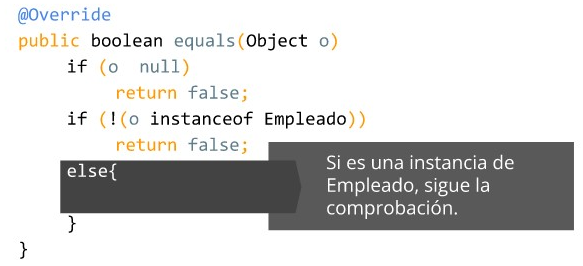 @Override
public boolean equals(Object o)
if (o  null)
return false;
if (!(o instanceof Empleado))
return false;
else{
Si es una instancia de
Empleado, sigue la
comprobación.
}
}